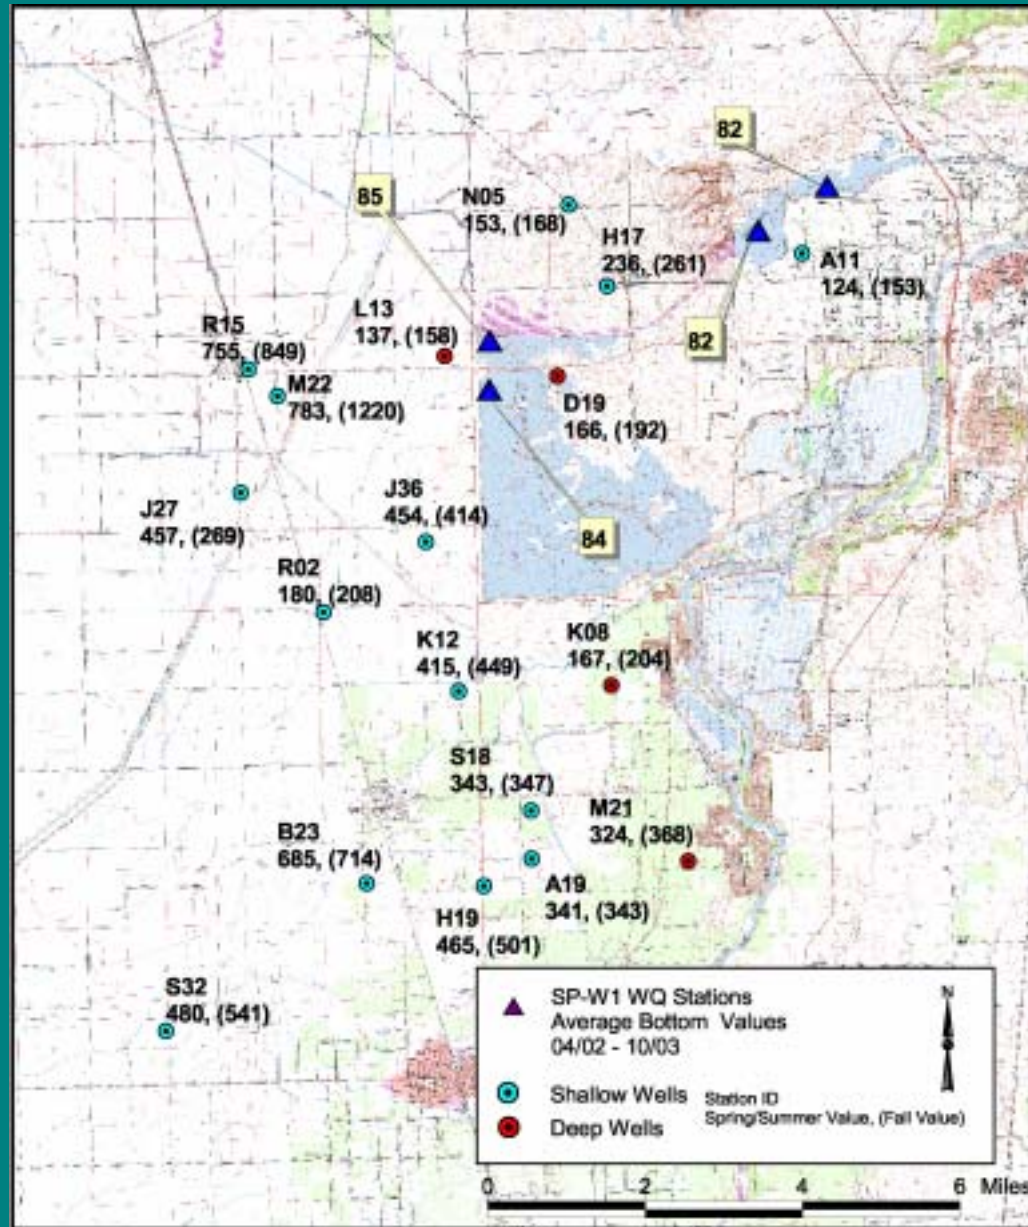 82
85
N05
153, (168)
H17
236, (261)
A11
124, (153)
L13
137, (158)
82
R15
755, (849)
M22
783, (1220)
D19
166, (192)
J36
454, (414)
J27
457, (269)
84
R02
180, (208)
K12
415, (449)
K08
167, (204)
S18
343, (347)
M21
324, (368)
B23
685, (714)
A19
341, (343)
H19
465, (501)
S32
480, (541)
SP-W1 WQ Stations
Average Bottom Values
04/02 - 10/03
N
Shallow Wells
Deep Wells
Station ID
Spring/Summer Value, (Fall Value)
0 2 4 6 Miles